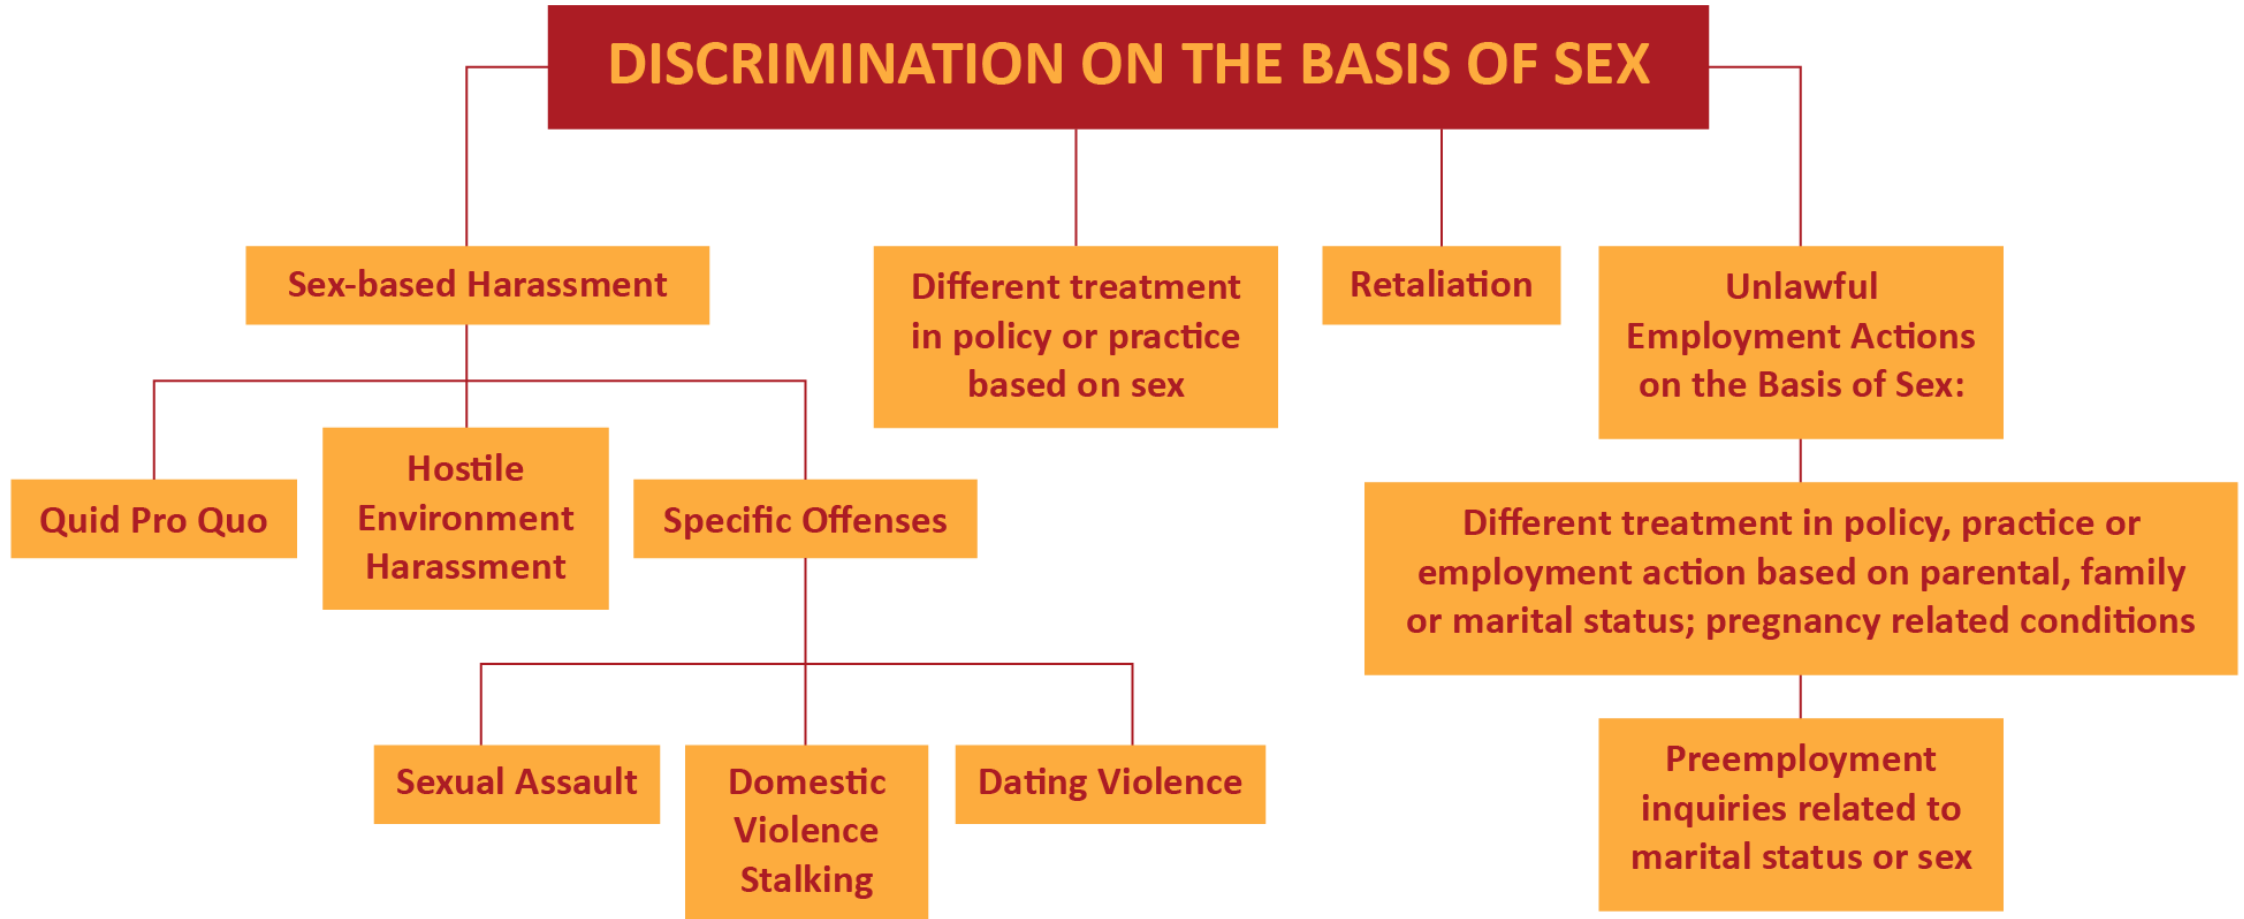 DISCRIMINATION ON THE BASIS OF SEX
Sex-based Harassment
Different treatment
in policy or practice
based on sex
Retaliation
Unlawful
Employment Actions
on the Basis of Sex:
Quid Pro Quo
Hostile
Environment
Harassment
Specific Offenses
Different treatment in policy, practice or
employment action based on parental, family
or marital status; pregnancy related conditions
Sexual Assault
Domestic
Violence
Stalking
Dating Violence
Preemployment
inquiries related to
marital status or sex